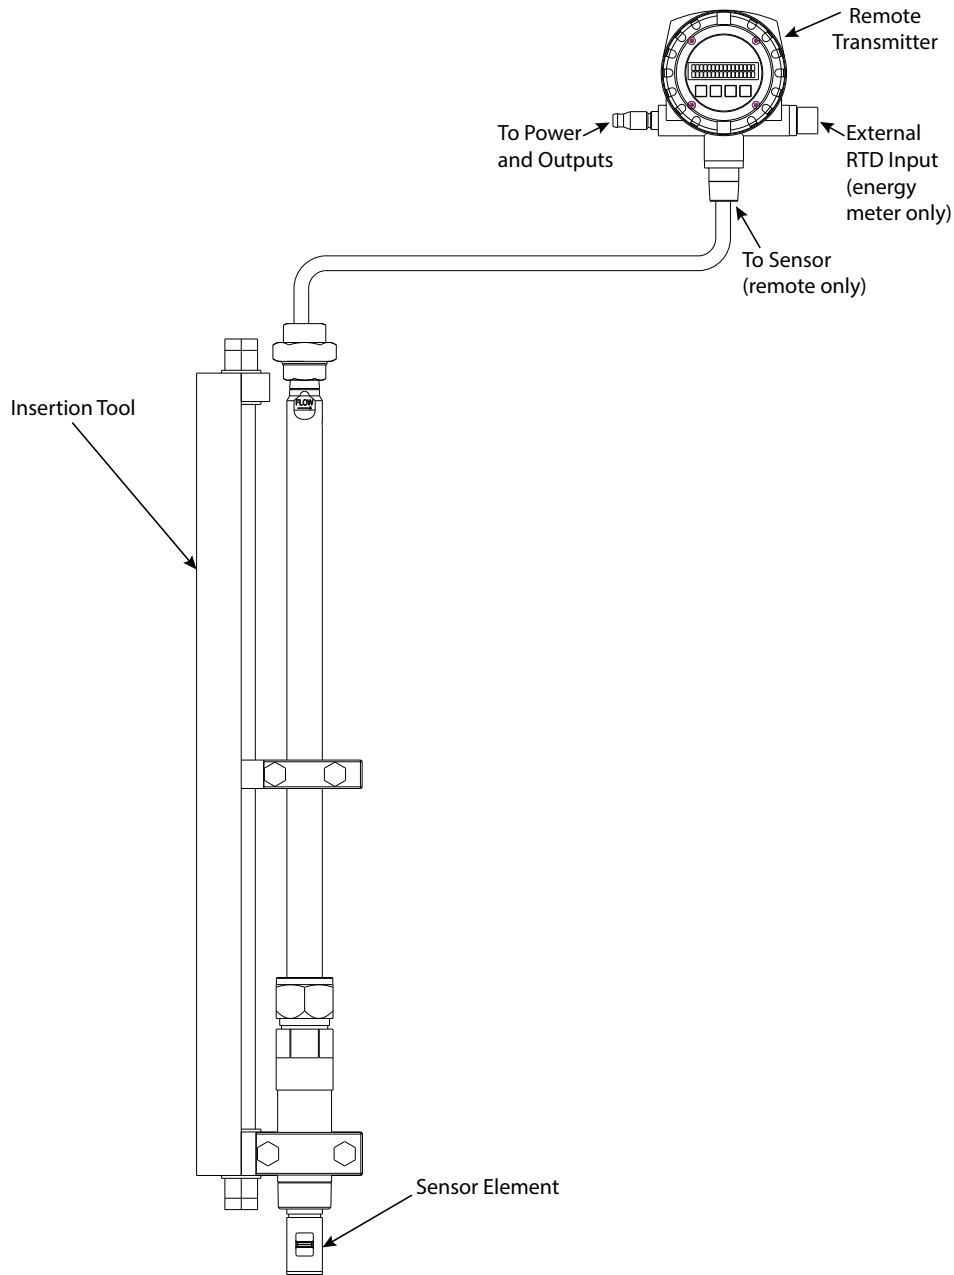 Remote
Transmitter
To Power
and Outputs
External
RTD Input
(energy
meter only)
To Sensor
(remote only)
FLOW
Insertion Tool
Sensor Element